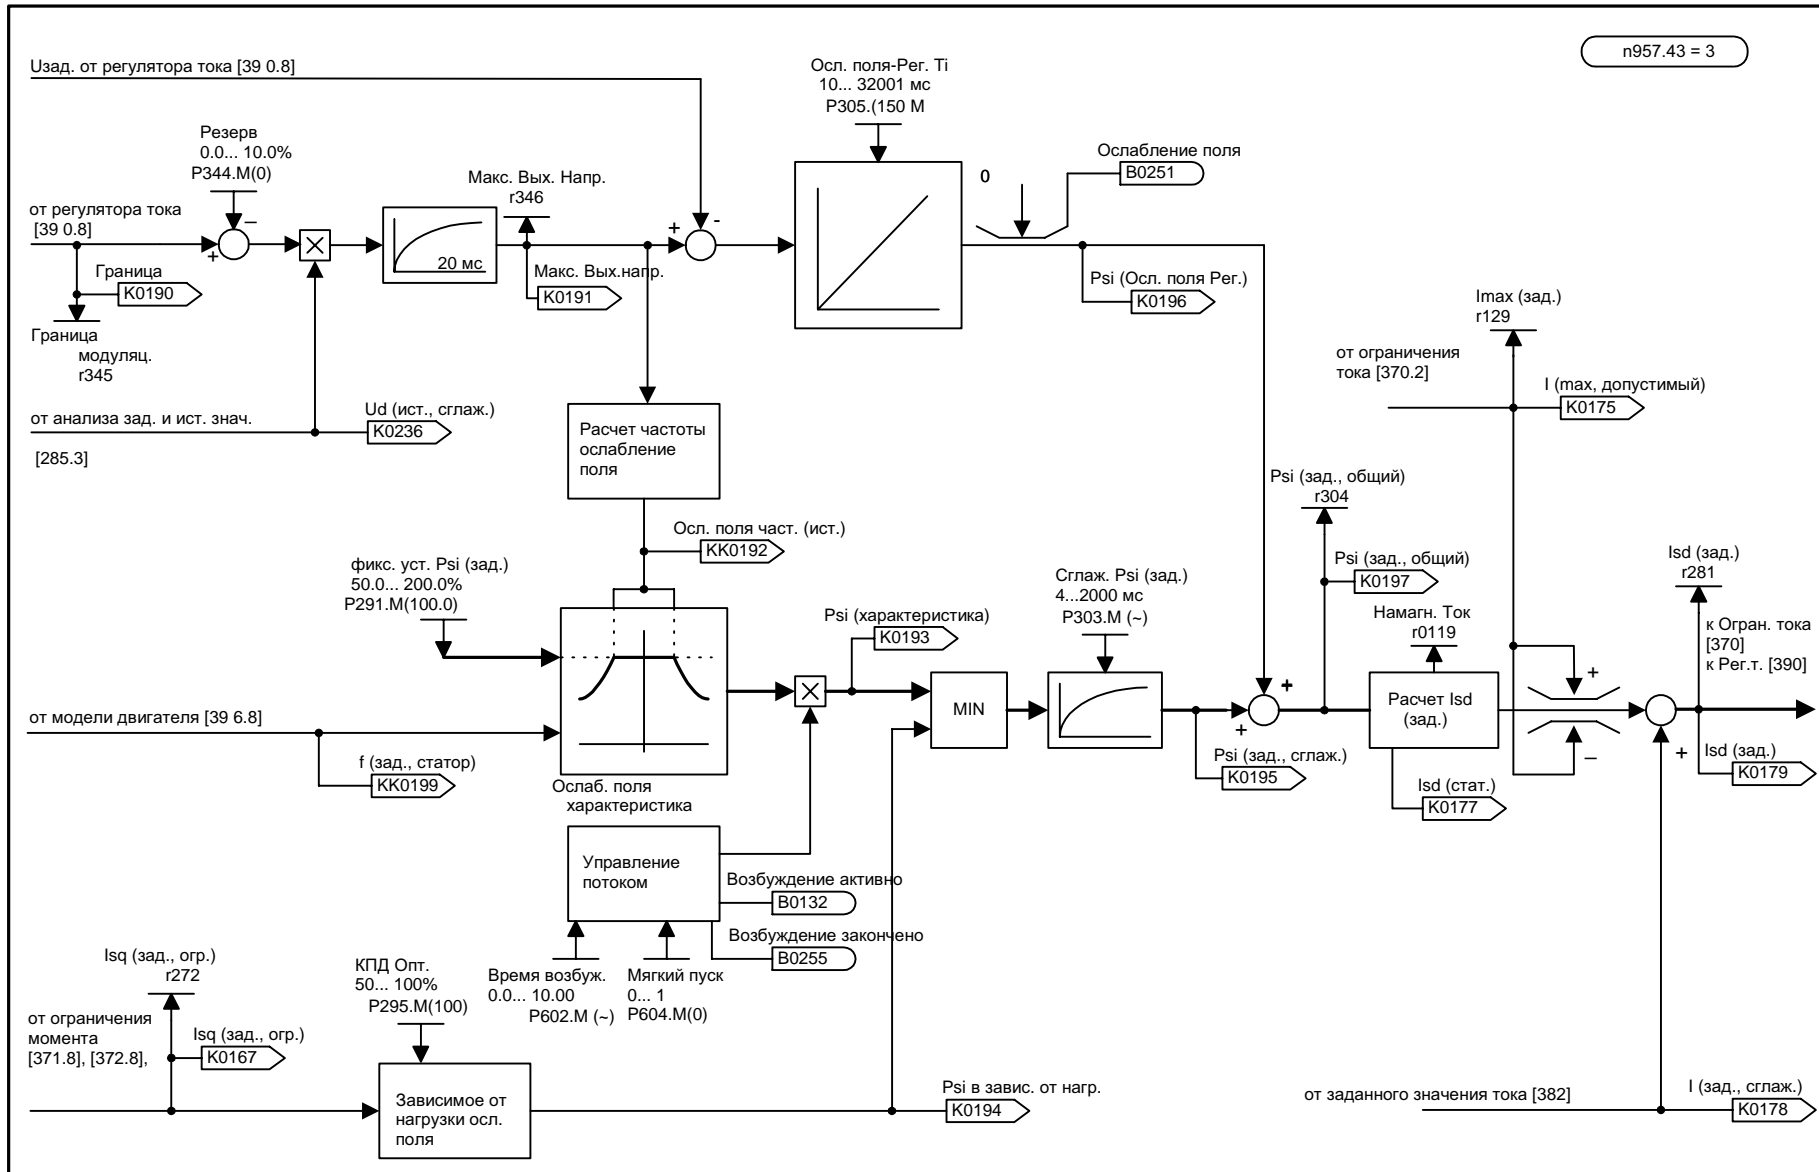 n957.43 = 3
Uзад. от регулятора тока [39 0.8]
Осл. поля-Рег. Ti
10... 32001 мс
P305.(150 M
Резерв
0.0... 10.0%
P344.M(0)
Макс. Вых. Напр.
r346
0
Ослабление поля
B0251
от регулятора тока
[39 0.8]
–
+
+
-
20 мс
Граница
K0190
Макс. Вых.напр.
K0191
Psi (Осл. поля Рег.)
K0196
Граница
модуляц.
r345
Imax (зад.)
r129
от ограничения
тока [370.2]
I (max, допустимый)
K0175
от анализа зад. и ист. знач.
[285.3]
Ud (ист., сглаж.)
K0236
Расчет частоты
ослабление
поля
Psi (зад., общий)
r304
Осл. поля част. (ист.)
KK0192
фикс. уст. Psi (зад.)
50.0... 200.0%
P291.M(100.0)
Psi (характеристика)
K0193
Сглаж. Psi (зад.)
4...2000 мс
P303.M (~)
Psi (зад., общий)
K0197
Намагн. Ток
r0119
Isd (зад.)
r281
к Огран. тока
[370]
к Рег.т. [390]
MIN
+
+
Расчет Isd
(зад.)
+
–
+
от модели двигателя [39 6.8]
f (зад., статор)
KK0199
Ослаб. поля
характеристика
Psi (зад., сглаж.)
K0195
Isd (стат.)
K0177
Isd (зад.)
K0179
Управление
потоком
Возбуждение активно
B0132
Возбуждение закончено
B0255
Время возбуж.
0.0... 10.00
P602.M (~)
Мягкий пуск
0... 1
P604.M(0)
Isq (зад., огр.)
r272
КПД Опт.
50... 100%
P295.M(100)
от ограничения
момента
[371.8], [372.8],
Isq (зад., огр.)
K0167
Зависимое от
нагрузки осл.
поля
Psi в завис. от нагр.
K0194
от заданного значения тока [382]
I (зад., сглаж.)
K0178